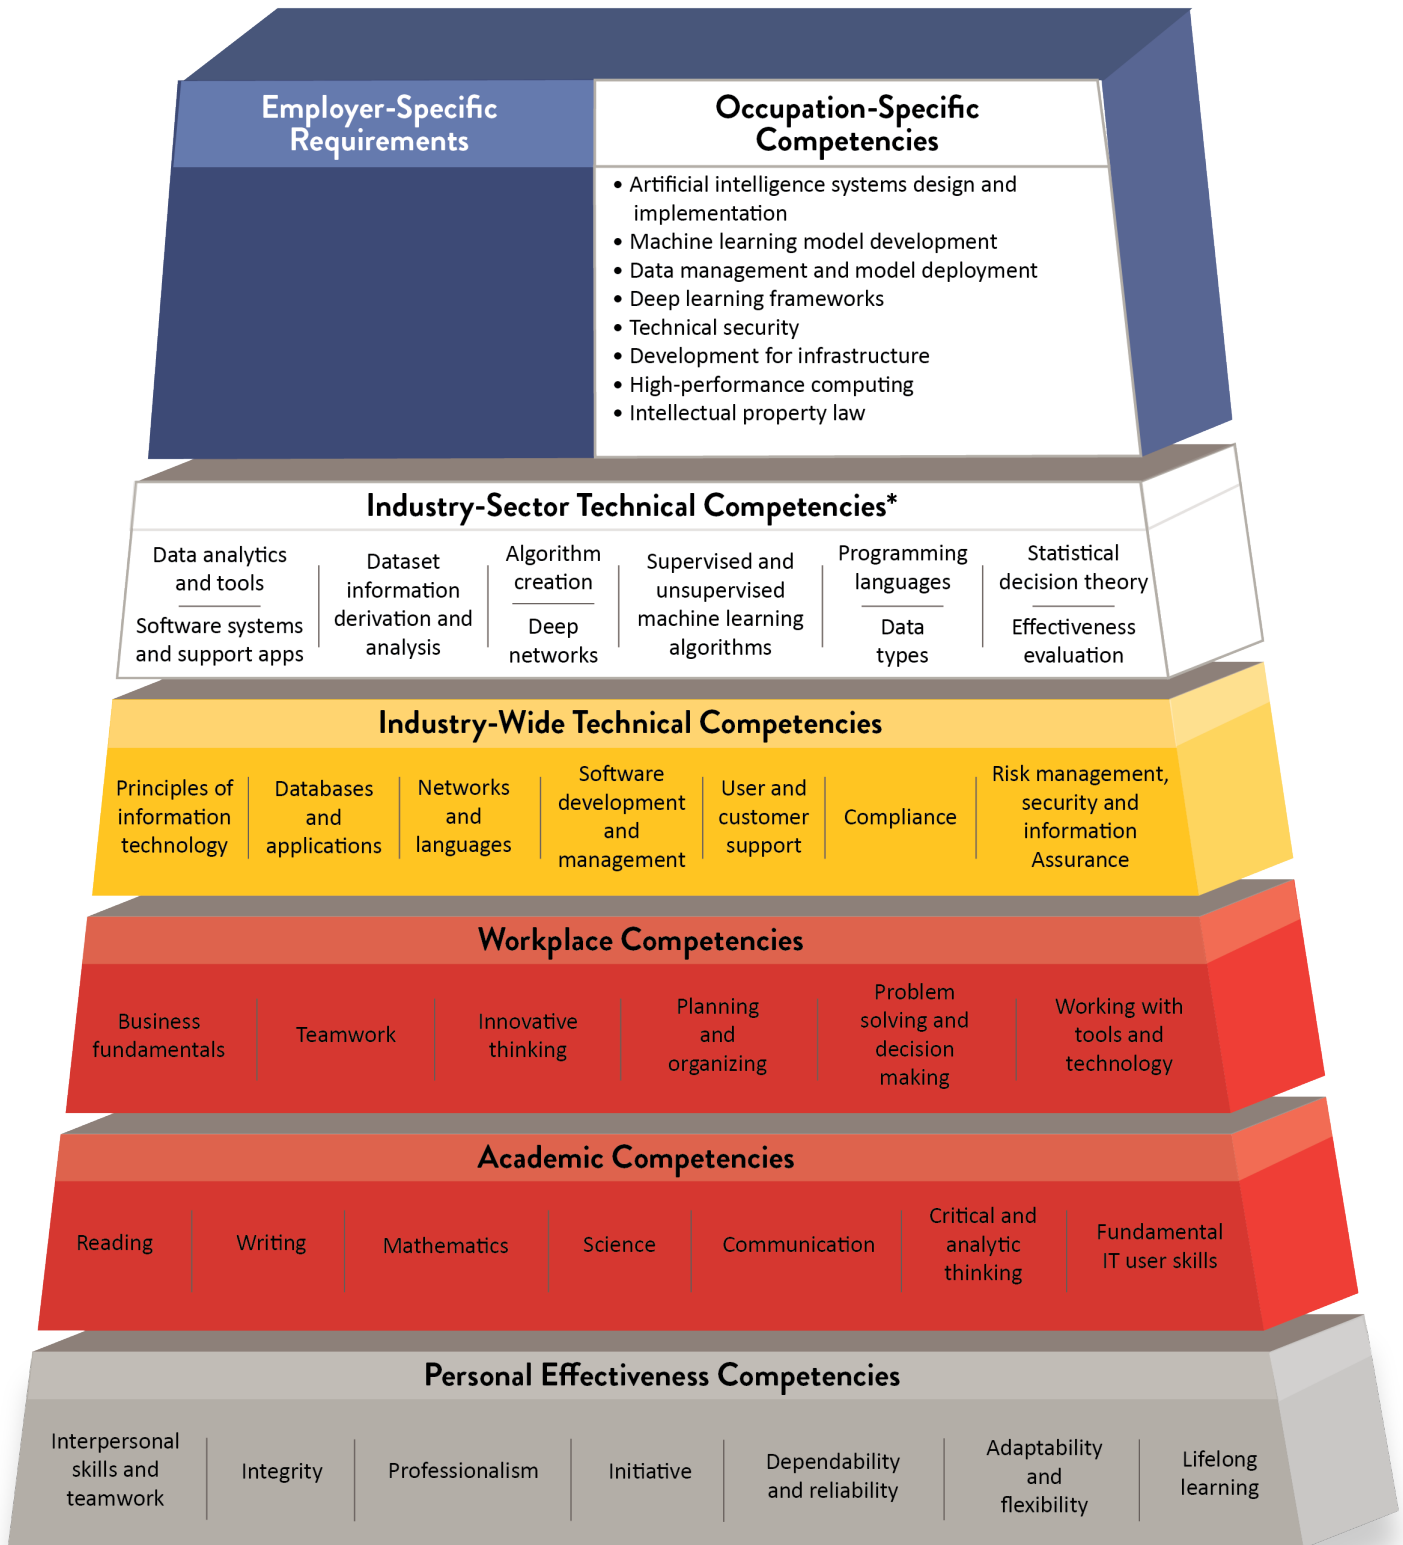 Employer-Specific
Requirements
Occupation-Specific
Competencies
• Artificial intelligence systems design and
implementation
• Machine learning model development
• Data management and model deployment
• Deep learning frameworks
• Technical security
• Development for infrastructure
• High-performance computing
• Intellectual property law
Industry-Sector Technical Competencies*
Data analytics
and tools
Software systems
and support apps
Dataset
information
derivation and
analysis
Algorithm
creation
Deep
networks
Supervised and
unsupervised
machine learning
algorithms
Programming
languages
Data
types
Statistical
decision theory
Effectiveness
evaluation
Industry-Wide Technical Competencies
Principles of
information
technology
Databases
and
applications
Networks
and
languages
Software
development
and
management
User and
customer
support
Compliance
Risk management,
security and
information
Assurance
Workplace Competencies
Business
fundamentals
Teamwork
Innovative
thinking
Planning
and
organizing
Problem
solving and
decision
making
Working with
tools and
technology
Academic Competencies
Reading
Writing
Mathematics
Science
Communication
Critical and
analytic
thinking
Fundamental
IT user skills
Personal Effectiveness Competencies
Interpersonal
skills and
teamwork
Integrity
Professionalism
Initiative
Dependability
and reliability
Adaptability
and
flexibility
Lifelong
learning